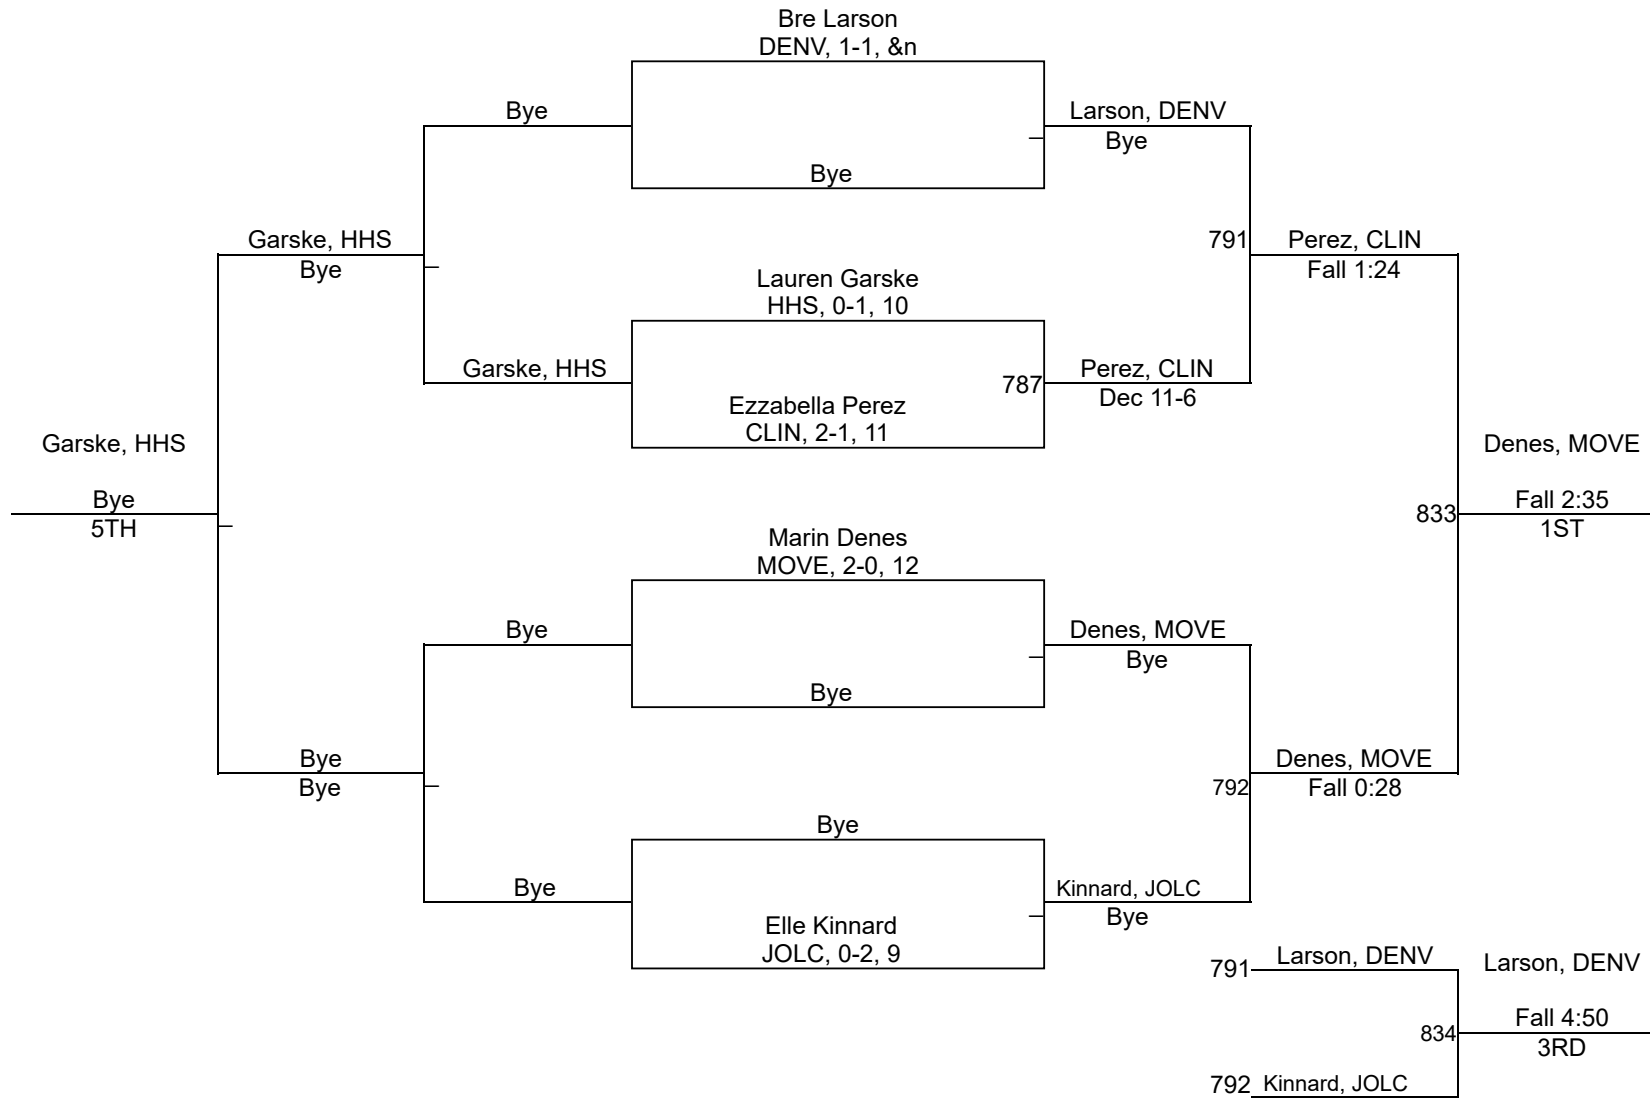 Bre Larson
DENV, 1-1, &n
Bye
Larson, DENV
Bye
Bye
Garske, HHS
Bye
791
Perez, CLIN
Fall 1:24
Lauren Garske
HHS, 0-1, 10
Garske, HHS
787
Perez, CLIN
Dec 11-6
Ezzabella Perez
CLIN, 2-1, 11
Garske, HHS
Bye
5TH
Denes, MOVE
833
Fall 2:35
1ST
Marin Denes
MOVE, 2-0, 12
Bye
Denes, MOVE
Bye
Bye
Bye
Bye
792
Denes, MOVE
Fall 0:28
Bye
Bye
Kinnard, JOLC
Bye
Elle Kinnard
JOLC, 0-2, 9
791
Larson, DENV
Larson, DENV
834
Fall 4:50
3RD
792
Kinnard, JOLC